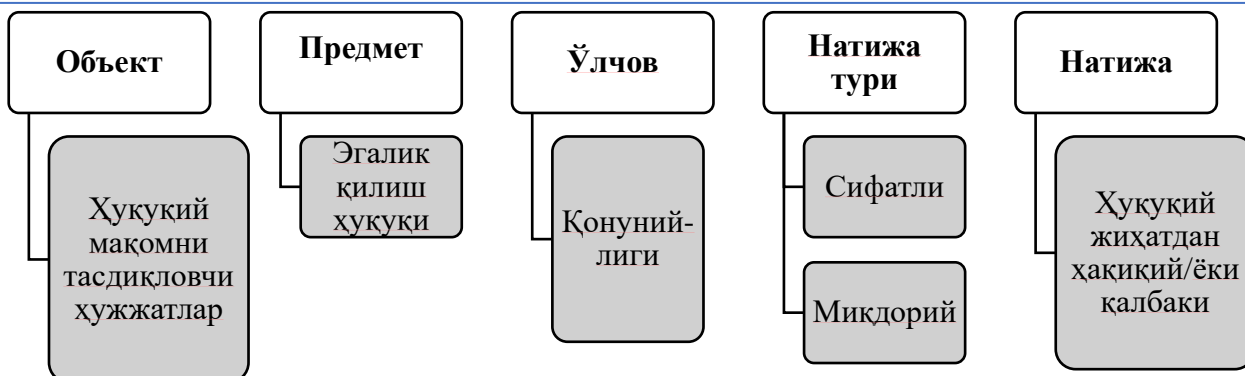 Объект
Ҳуқуқий
мақомни
тасдиқловчи
ҳужжатлар
Предмет
Эгалик
қилиш
ҳуқуқи
Ўлчов
Қонуний-
лиги
Натижа
тури
Сифатли
Миқдорий
Натижа
Ҳуқуқий
жиҳатдан
ҳақиқий/ёки
қалбаки